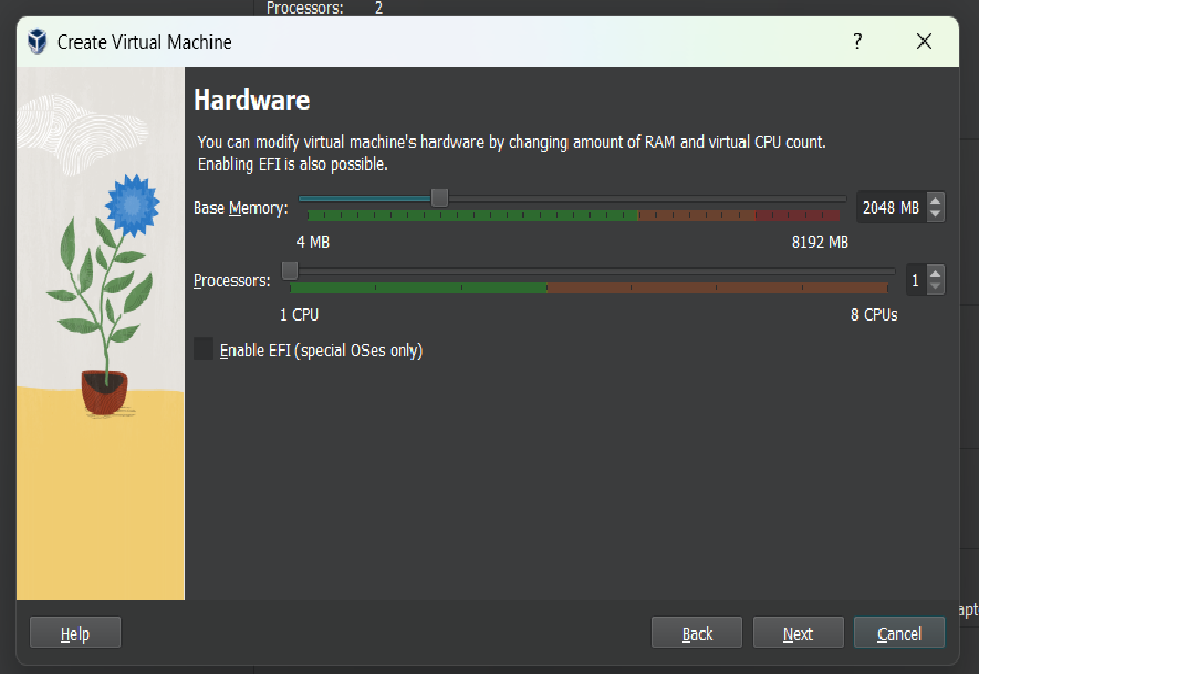 Processors: 2
Create Virtual Machine ?
Hardware
You can modify virtual machine's hardware by changing amount of RAM and virtual CPU count.
Enabling EFI is also possible.
Base Memory: 2048 MB
4 MB 8192 MB
Processors: 1
1 CPU 8 CPUs
Enable EFI (special OSes only)
apt
Help Back Next Cancel